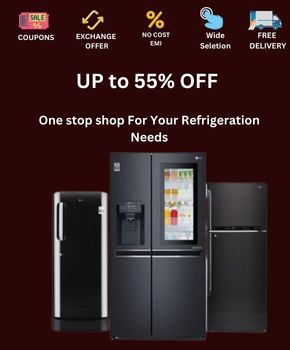 SALE
%
COUPONS
EXCHANGE
OFFER
%
NO COST
EMI
Wide
Seletion
FREE
DELIVERY
UP to 55% OFF
One stop shop For Your Refrigeration
Needs